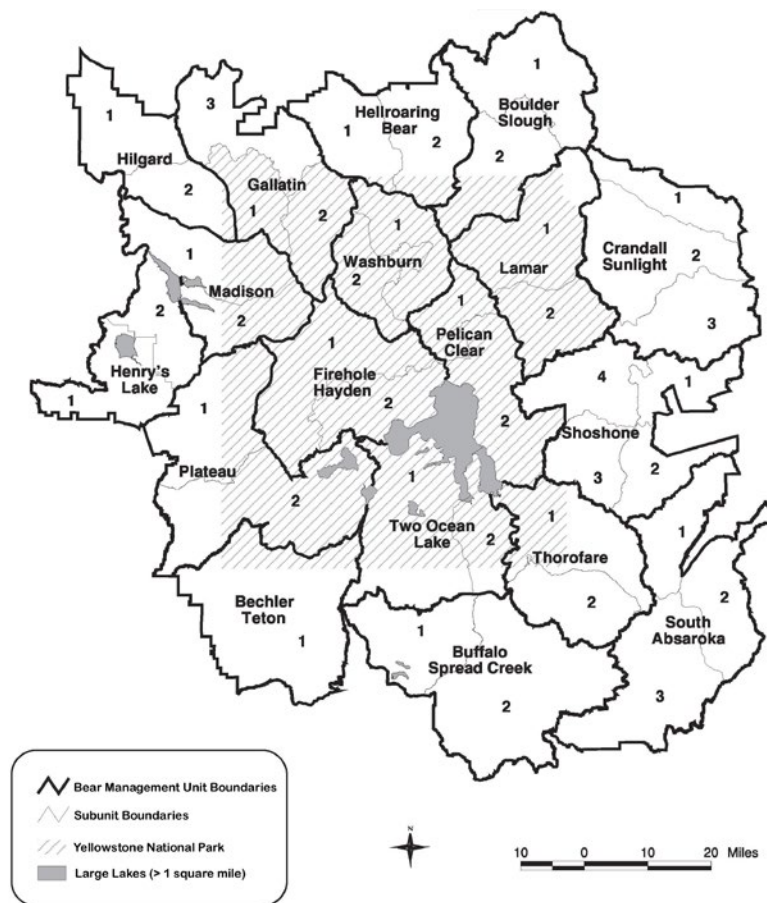 1
3
Hellroaring
Bear
1
2
1
Boulder
Slough
2
1
Hilgard
2
Gallatin
1
2
1
Washburn
2
1
Lamar
2
1
Crandall
Sunlight
2
3
1
Madison
2
2
Henry's
Lake
1
1
Firehole
Hayden
2
1
Pelican
Clear
2
4
1
Shoshone
3
2
1
Plateau
2
1
Two Ocean
Lake
2
1
Thorofare
2
1
2
South
Absaroka
3
Bechler
Teton
1
1
Buffalo
Spread Creek
2
Bear Management Unit Boundaries
Subunit Boundaries
Yellowstone National Park
Large Lakes (> 1 square mile)
N
10 0 10 20 Miles